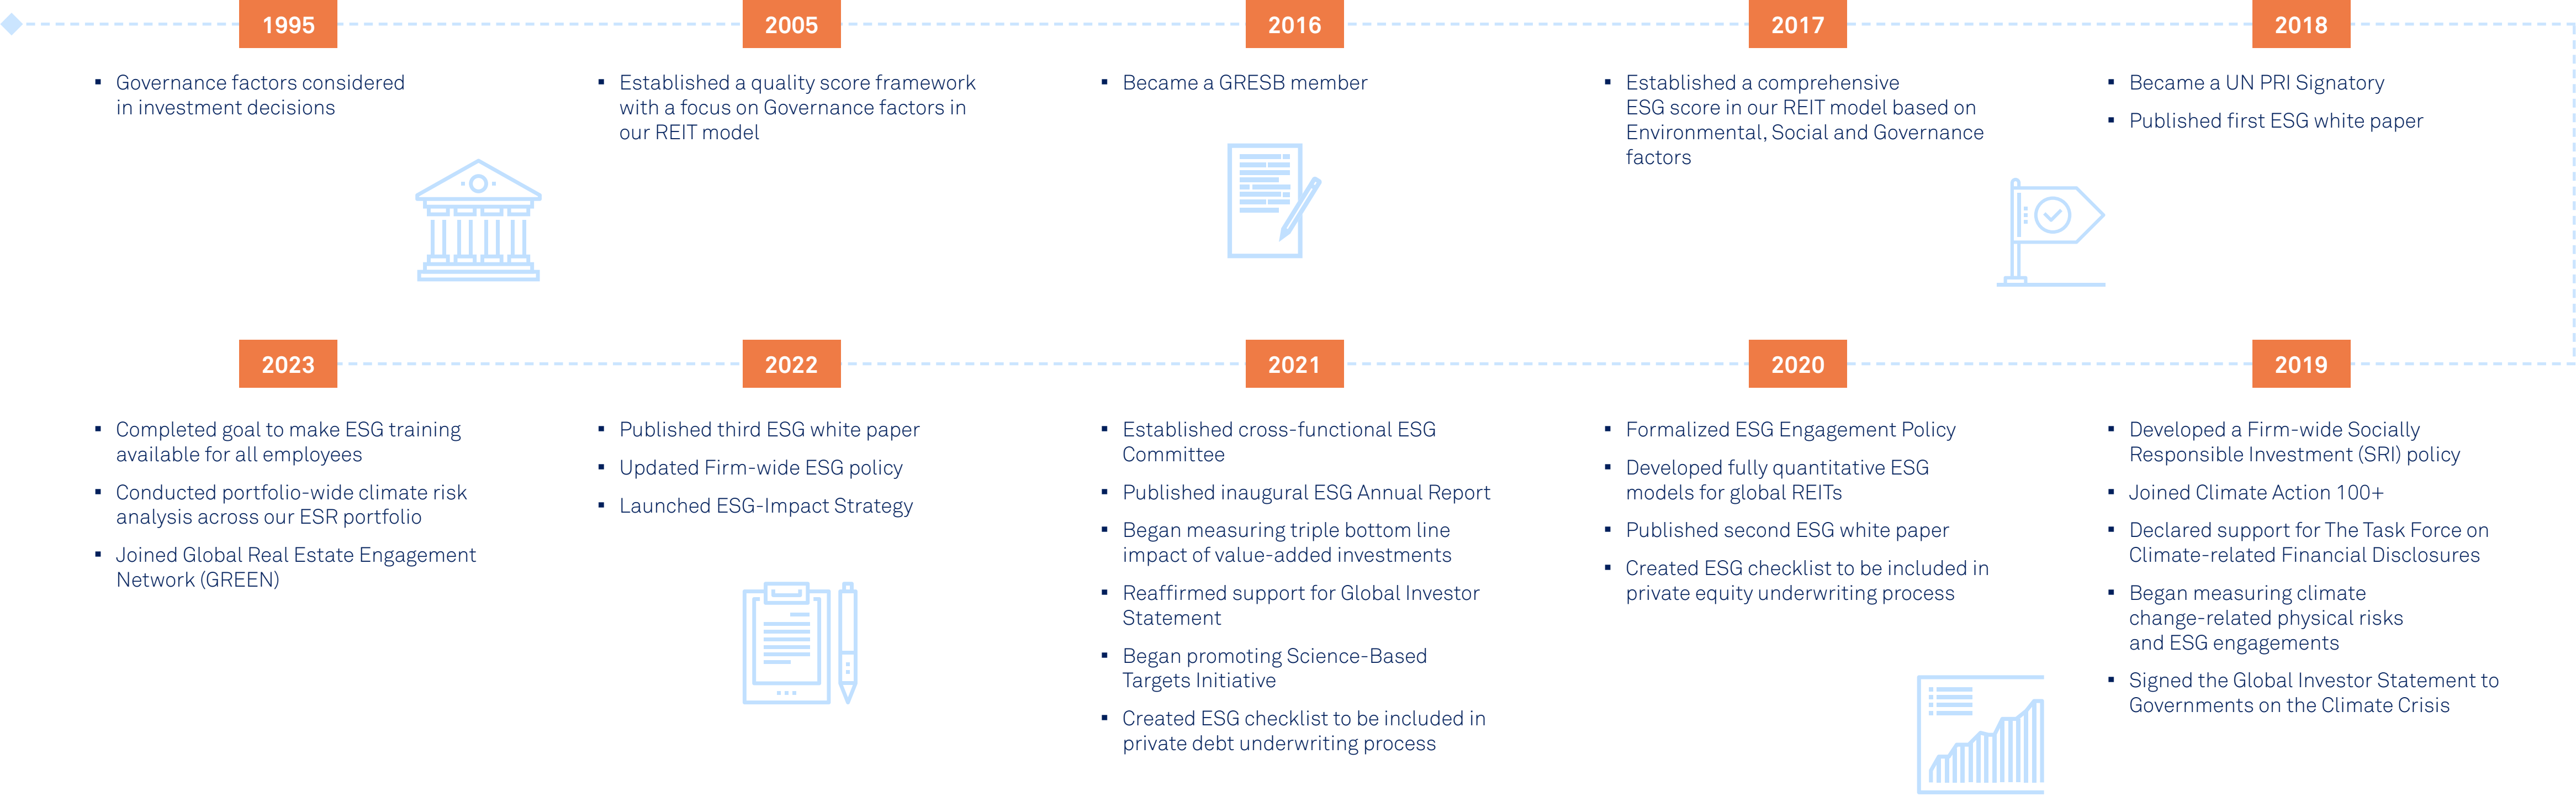 1995
▪ Governance factors considered
in investment decisions
2005
▪ Established a quality score framework
with a focus on Governance factors in
our REIT model
2016
▪ Became a GRESB member
2017
▪ Established a comprehensive
ESG score in our REIT model based on
Environmental, Social and Governance
factors
2018
▪ Became a UN PRI Signatory
▪ Published first ESG white paper
2019
▪ Developed a Firm-wide Socially
Responsible Investment (SRI) policy
▪ Joined Climate Action 100+
▪ Declared support for The Task Force on
Climate-related Financial Disclosures
▪ Began measuring climate
change-related physical risks
and ESG engagements
▪ Signed the Global Investor Statement to
Governments on the Climate Crisis
2020
▪ Formalized ESG Engagement Policy
▪ Developed fully quantitative ESG
models for global REITs
▪ Published second ESG white paper
▪ Created ESG checklist to be included in
private equity underwriting process
2021
▪ Established cross-functional ESG
Committee
▪ Published inaugural ESG Annual Report
▪ Began measuring triple bottom line
impact of value-added investments
▪ Reaffirmed support for Global Investor
Statement
▪ Began promoting Science-Based
Targets Initiative
▪ Created ESG checklist to be included in
private debt underwriting process
2022
▪ Published third ESG white paper
▪ Updated Firm-wide ESG policy
▪ Launched ESG-Impact Strategy
2023
▪ Completed goal to make ESG training
available for all employees
▪ Conducted portfolio-wide climate risk
analysis across our ESR portfolio
▪ Joined Global Real Estate Engagement
Network (GREEN)